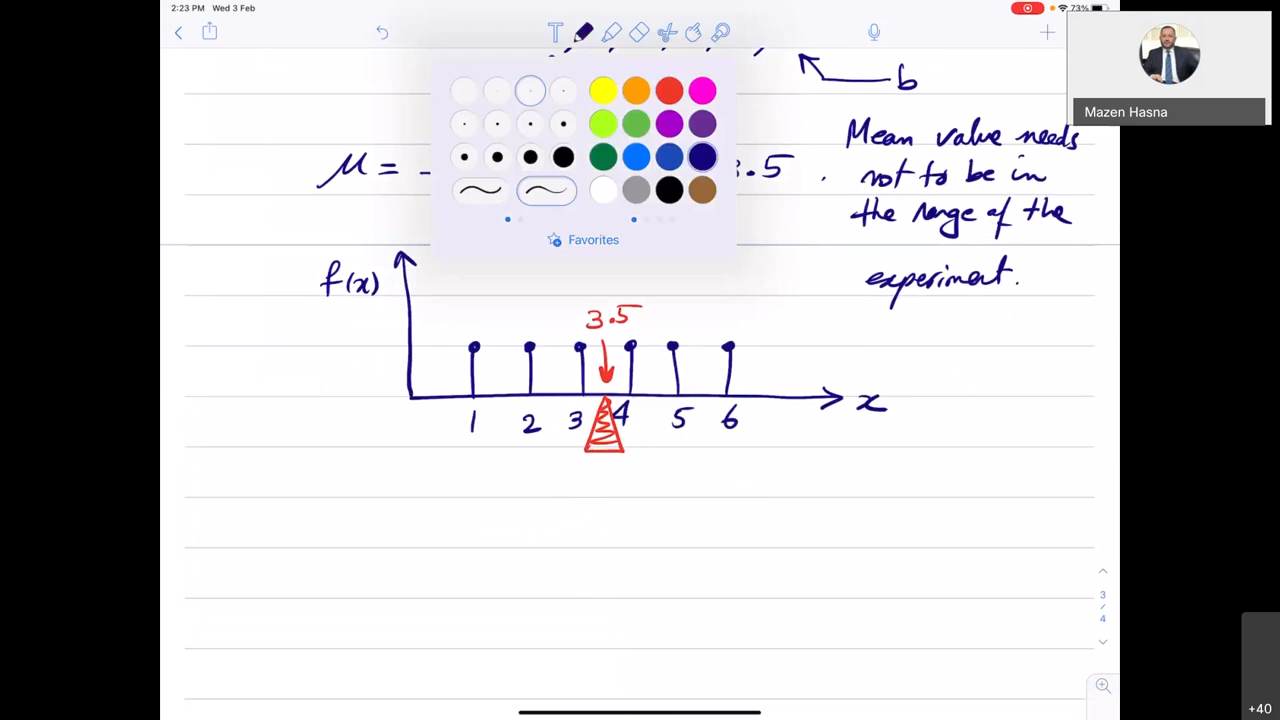 2:23 PM Wed 3 Feb
73%
T
Mazen Hasna
b
Mean value needs
not to be in
the range of the
experiment.
μ = -
3.5 .
Favorites
f(x)
3.5
x
1 2 3 4 5 6
3
/
4
+40